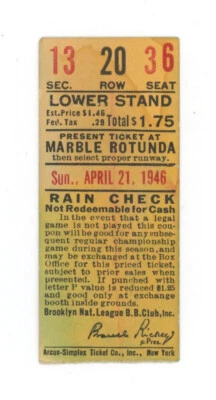 13 20 36
SEC. ROW SEAT
LOWER STAND
Est. Price $1.46
Fed. Tax .29 Total $1.75
PRESENT TICKET AT
MARBLE ROTUNDA
then select proper runway.
Sun., APRIL 21, 1946
RAIN CHECK
Not Redeemable for Cash
In the event that a legal
game is not played this cou-
pon will be good for any subse-
quent regular championship
game during this season, and
may be exchanged at the Box
Office for this priced ticket,
subject to prior sales when
presented. If punched with
letter P value is reduced $1.25
and good only at exchange
booth inside grounds.
Brooklyn Nat. League B.B. Club, Inc.
Branch Rickey
Pres.
Arcus-Simplex Ticket Co., Inc., New York